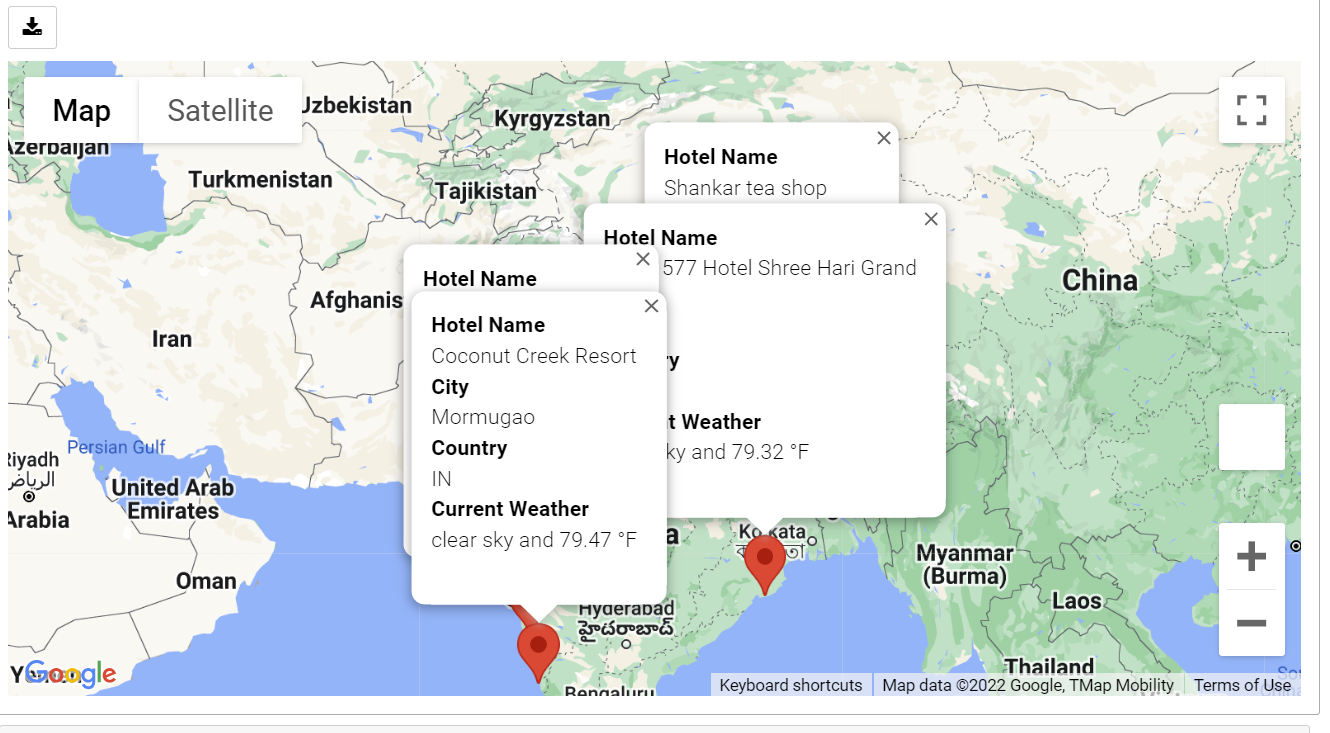 Map
Satellite
Uzbekistan
Kyrgyzstan
Azerbaijan
Turkmenistan
Tajikistan
Hotel Name
Shankar tea shop
Hotel Name
577 Hotel Shree Hari Grand
China
Hotel Name
Afghanis
Iran
Hotel Name
Coconut Creek Resort
City
Mormugao
Country
IN
Current Weather
clear sky and 79.47 °F
ry
t Weather
ky and 79.32 °F
Persian Gulf
Riyadh
الرياض
Arabia
United Arab
Emirates
Oman
Kolkata
Myanmar
(Burma)
Laos
Hyderabad
హైదరాబాద్
Thailand
Bengaluru
Google
Keyboard shortcuts
Map data ©2022 Google, TMap Mobility
Terms of Use